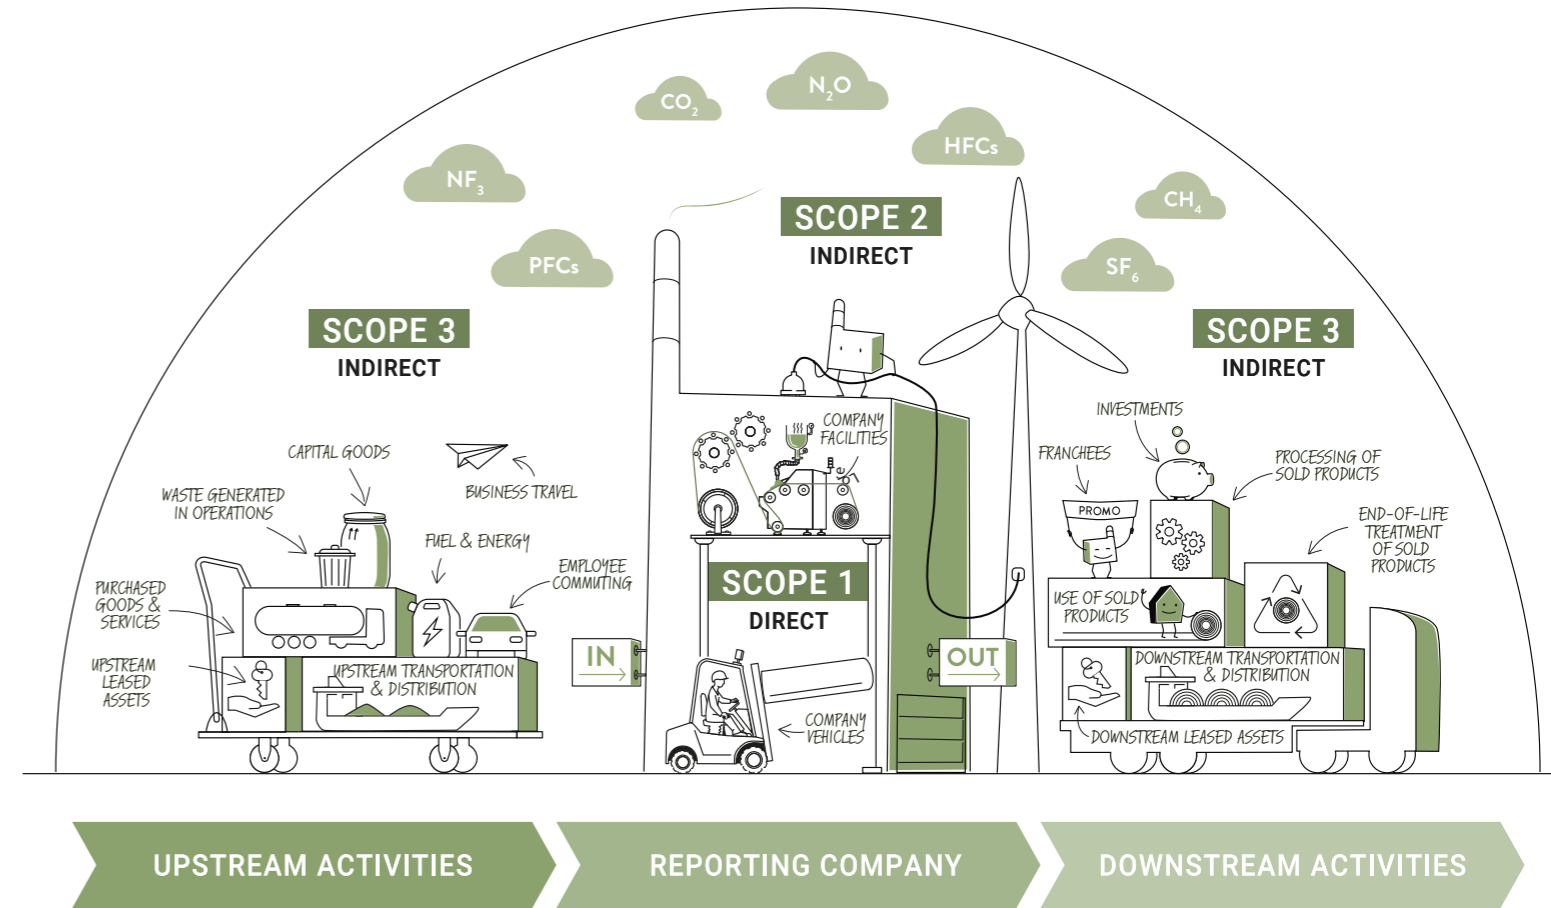 CO₂
N₂O
HFCs
NF₃
CH₄
PFCs
SF₆
SCOPE 2
INDIRECT
SCOPE 3
INDIRECT
CAPITAL GOODS
BUSINESS TRAVEL
WASTE GENERATED
IN OPERATIONS
FUEL & ENERGY
EMPLOYEE
COMMUTING
PURCHASED
GOODS &
SERVICES
UPSTREAM
LEASED
ASSETS
UPSTREAM TRANSPORTATION
& DISTRIBUTION
COMPANY
FACILITIES
SCOPE 1
DIRECT
IN
OUT
COMPANY
VEHICLES
SCOPE 3
INDIRECT
INVESTMENTS
FRANCHEES
PROMO
PROCESSING OF
SOLD PRODUCTS
END-OF-LIFE
TREATMENT
OF SOLD
PRODUCTS
USE OF SOLD
PRODUCTS
DOWNSTREAM TRANSPORTATION
& DISTRIBUTION
DOWNSTREAM LEASED ASSETS
UPSTREAM ACTIVITIES
REPORTING COMPANY
DOWNSTREAM ACTIVITIES